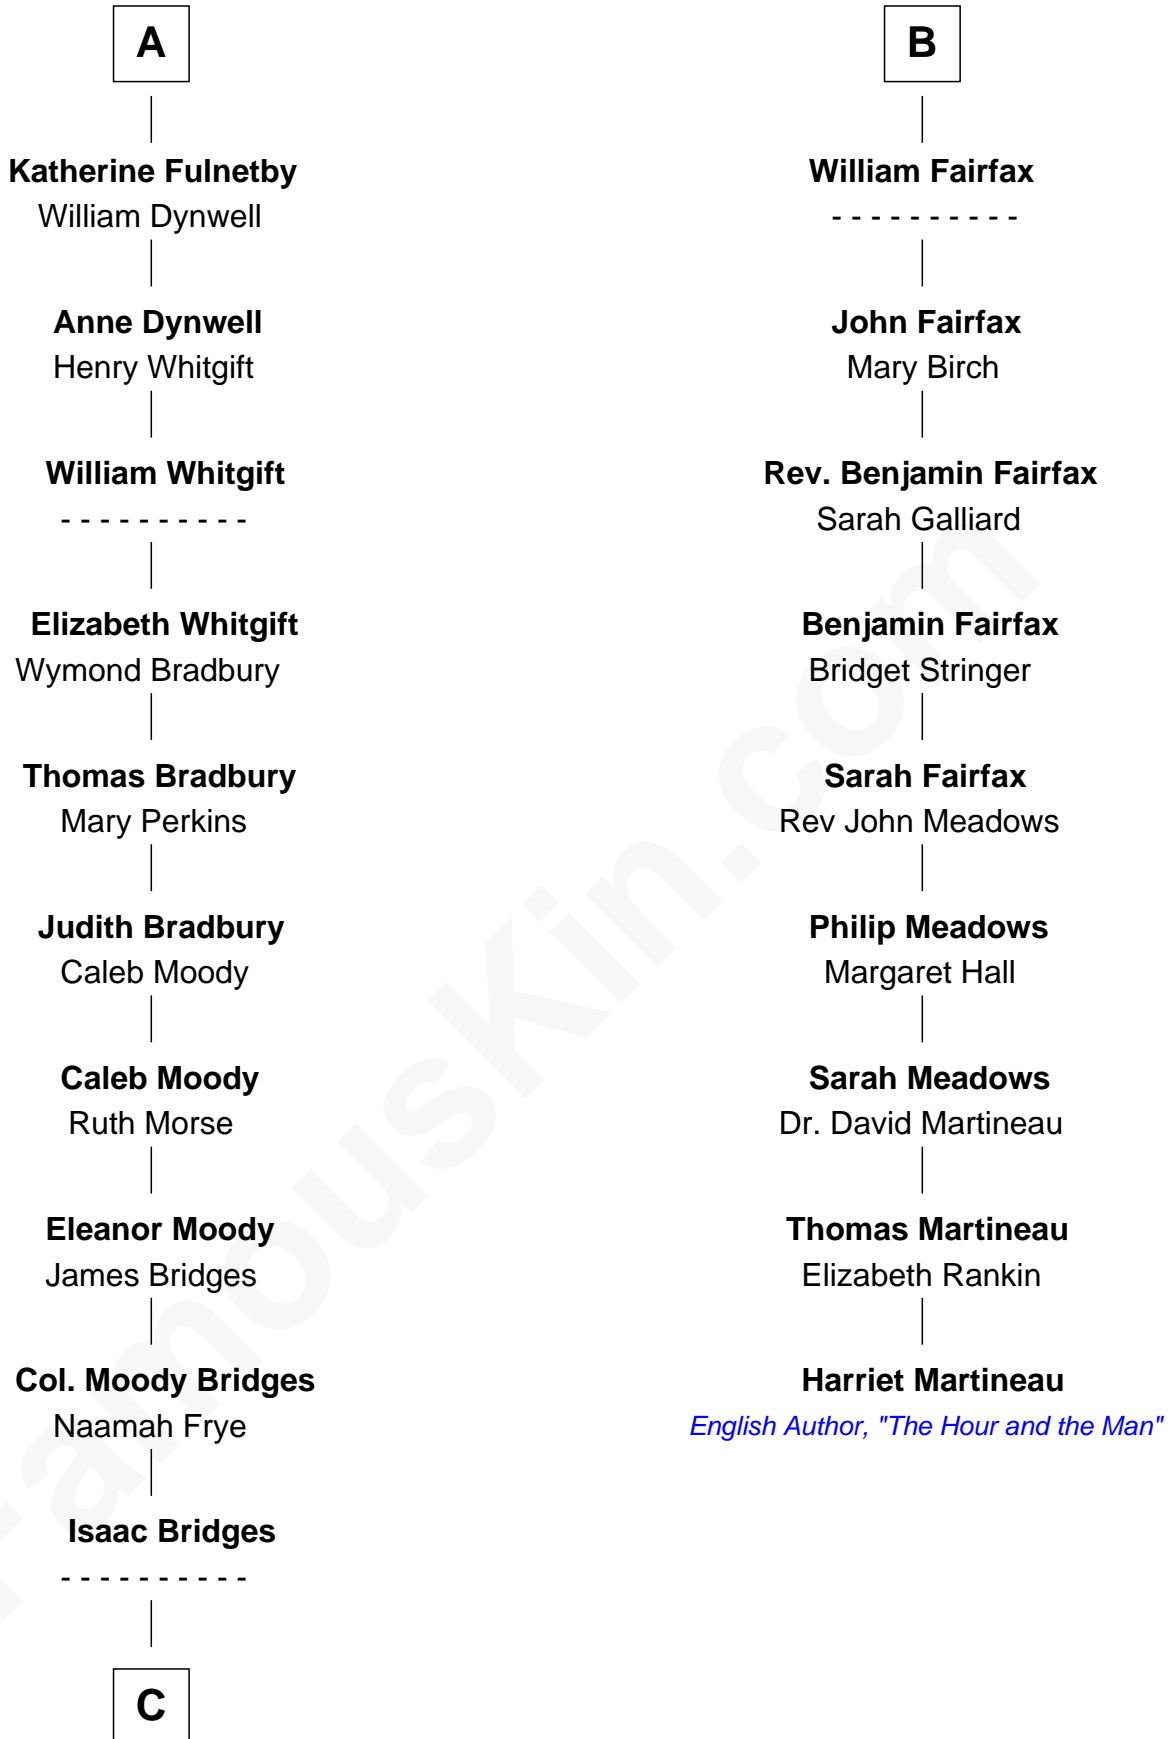 A
Katherine Fulnetby
William Dynwell
Anne Dynwell
Henry Whitgift
William Whitgift
- - - - - - - - - -
Elizabeth Whitgift
Wymond Bradbury
Thomas Bradbury
Mary Perkins
Judith Bradbury
Caleb Moody
Caleb Moody
Ruth Morse
Eleanor Moody
James Bridges
Col. Moody Bridges
Naamah Frye
Isaac Bridges
- - - - - - - - - -
C
B
William Fairfax
- - - - - - - - - -
John Fairfax
Mary Birch
Rev. Benjamin Fairfax
Sarah Galliard
Benjamin Fairfax
Bridget Stringer
Sarah Fairfax
Rev John Meadows
Philip Meadows
Margaret Hall
Sarah Meadows
Dr. David Martineau
Thomas Martineau
Elizabeth Rankin
Harriet Martineau
English Author, "The Hour and the Man"
FamousKin.com